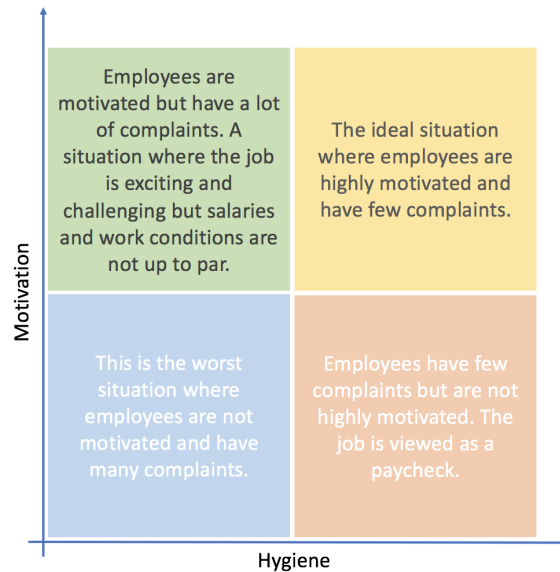 Employees are
motivated but have a lot
of complaints. A
situation where the job
is exciting and
challenging but salaries
and work conditions are
not up to par.
The ideal situation
where employees are
highly motivated and
have few complaints.
Motivation
This is the worst
situation where
employees are not
motivated and have
many complaints.
Employees have few
complaints but are not
highly motivated. The
job is viewed as a
paycheck.
Hygiene